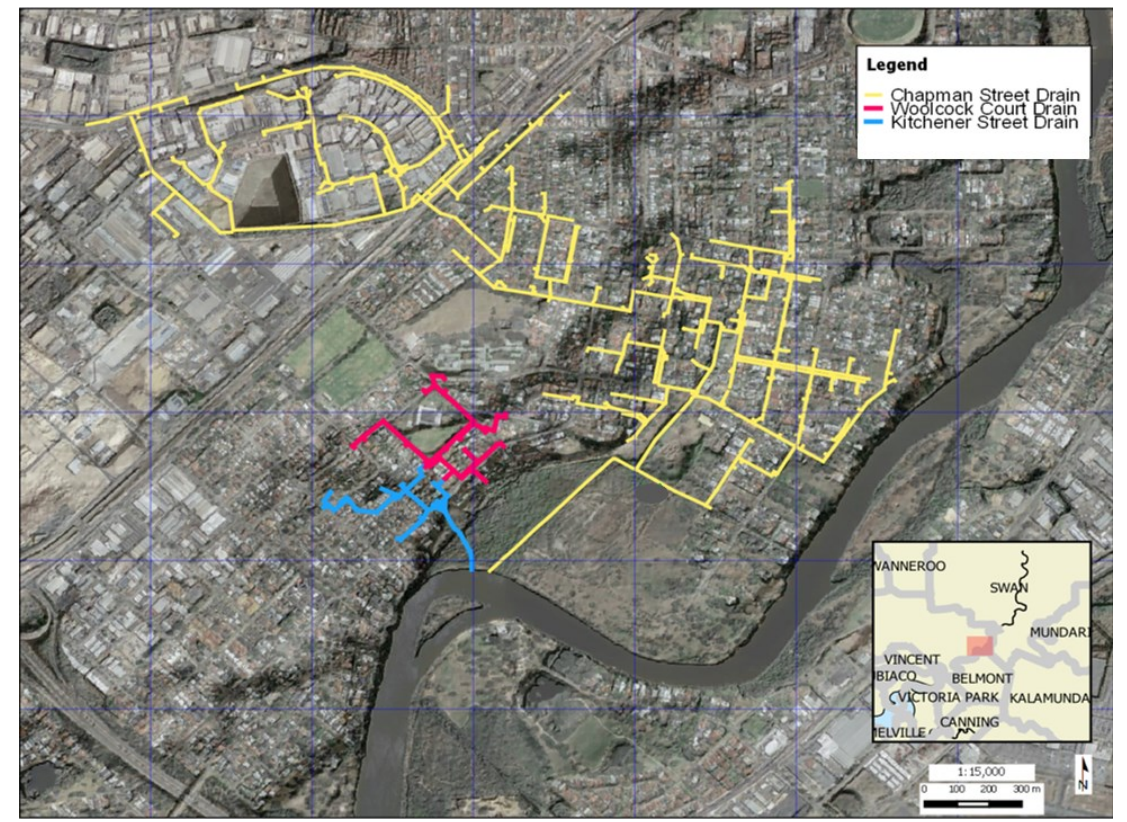 Legend
Chapman Street Drain
Woolcock Court Drain
Kitchener Street Drain
WANNEROO
SWAN
MUNDARI
VINCENT
BIACO
BELMONT
VICTORIA PARK
KALAMUNDA
CANNING
MELVILLE
1:15,000
0 100 200 300 m
N